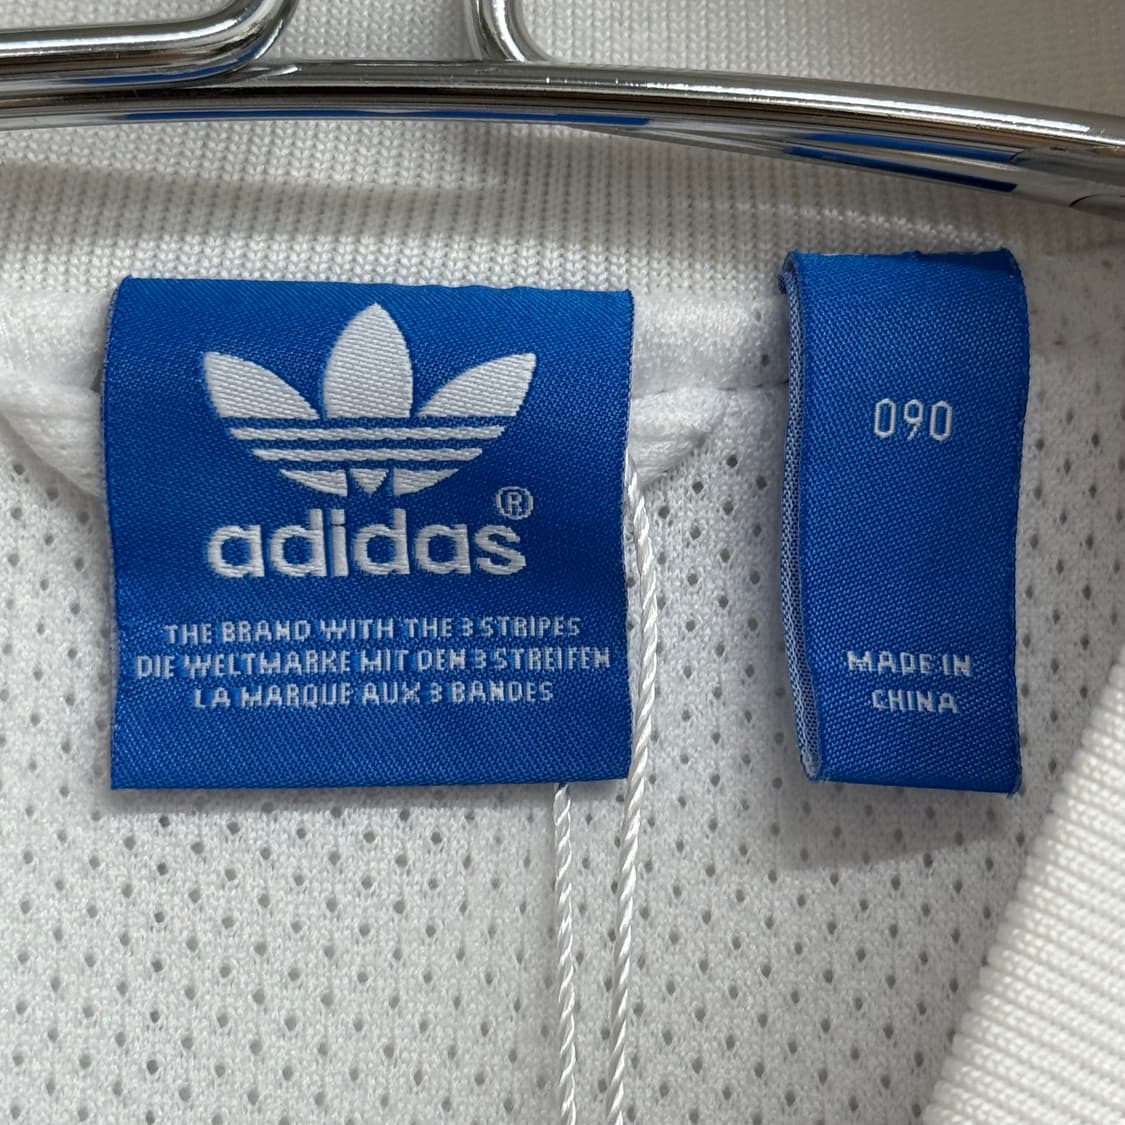 adidas®
THE BRAND WITH THE 3 STRIPES
DIE WELTMARKE MIT DEN 3 STREIFEN
LA MARQUE AUX 3 BANDES
090
MADE IN
CHINA